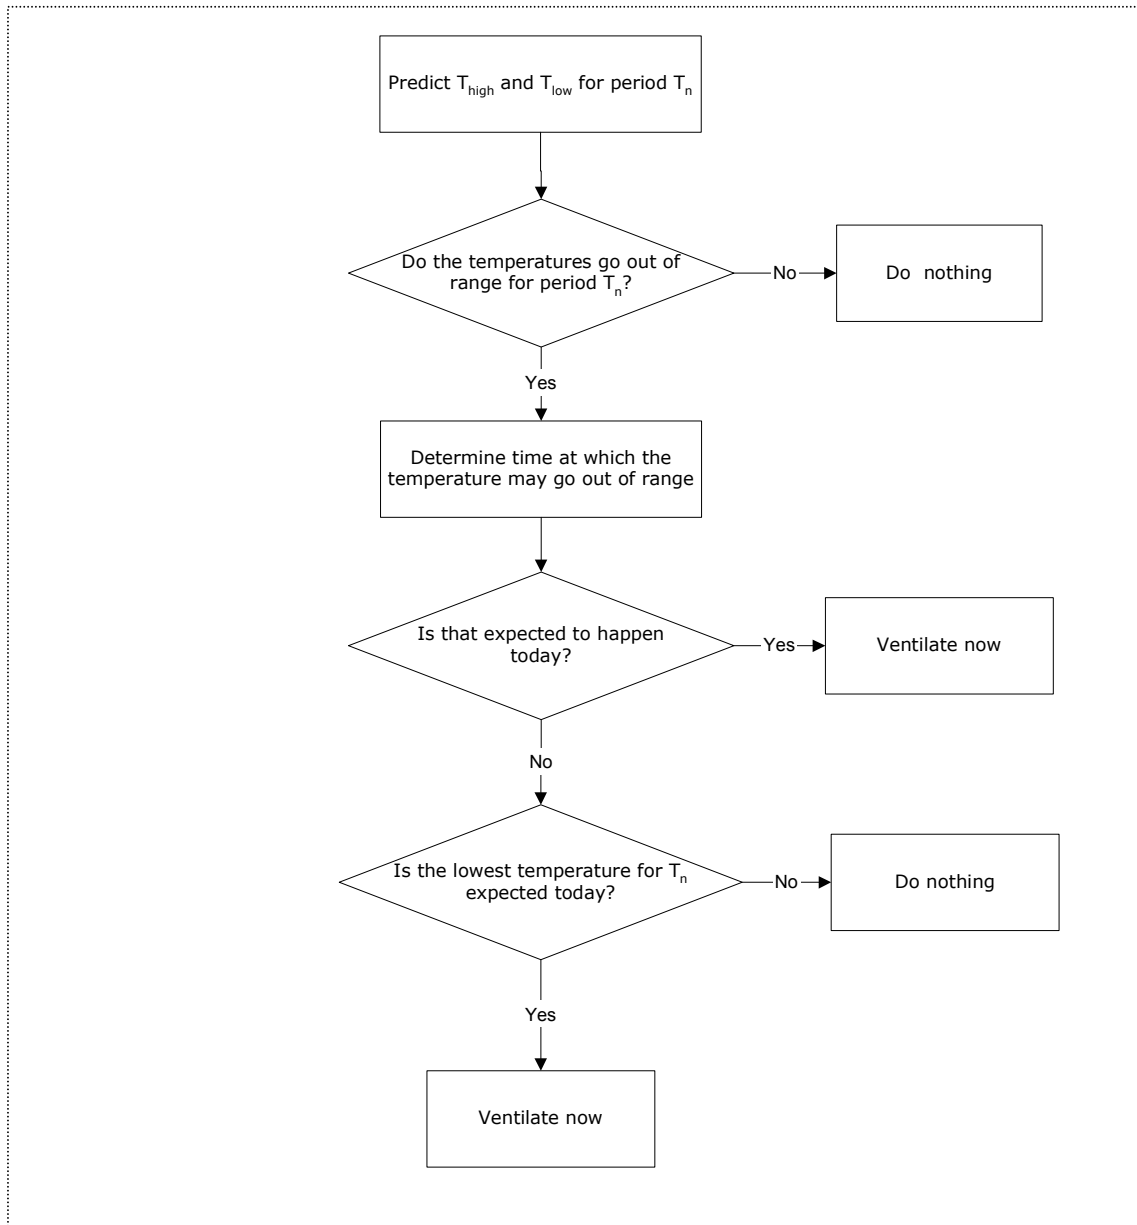 Predict T_high and T_low for period T_n
Do the temperatures go out of
range for period T_n?
No
Do  nothing
Yes
Determine time at which the
temperature may go out of range
Is that expected to happen
today?
Yes
Ventilate now
No
Is the lowest temperature for T_n
expected today?
No
Do nothing
Yes
Ventilate now